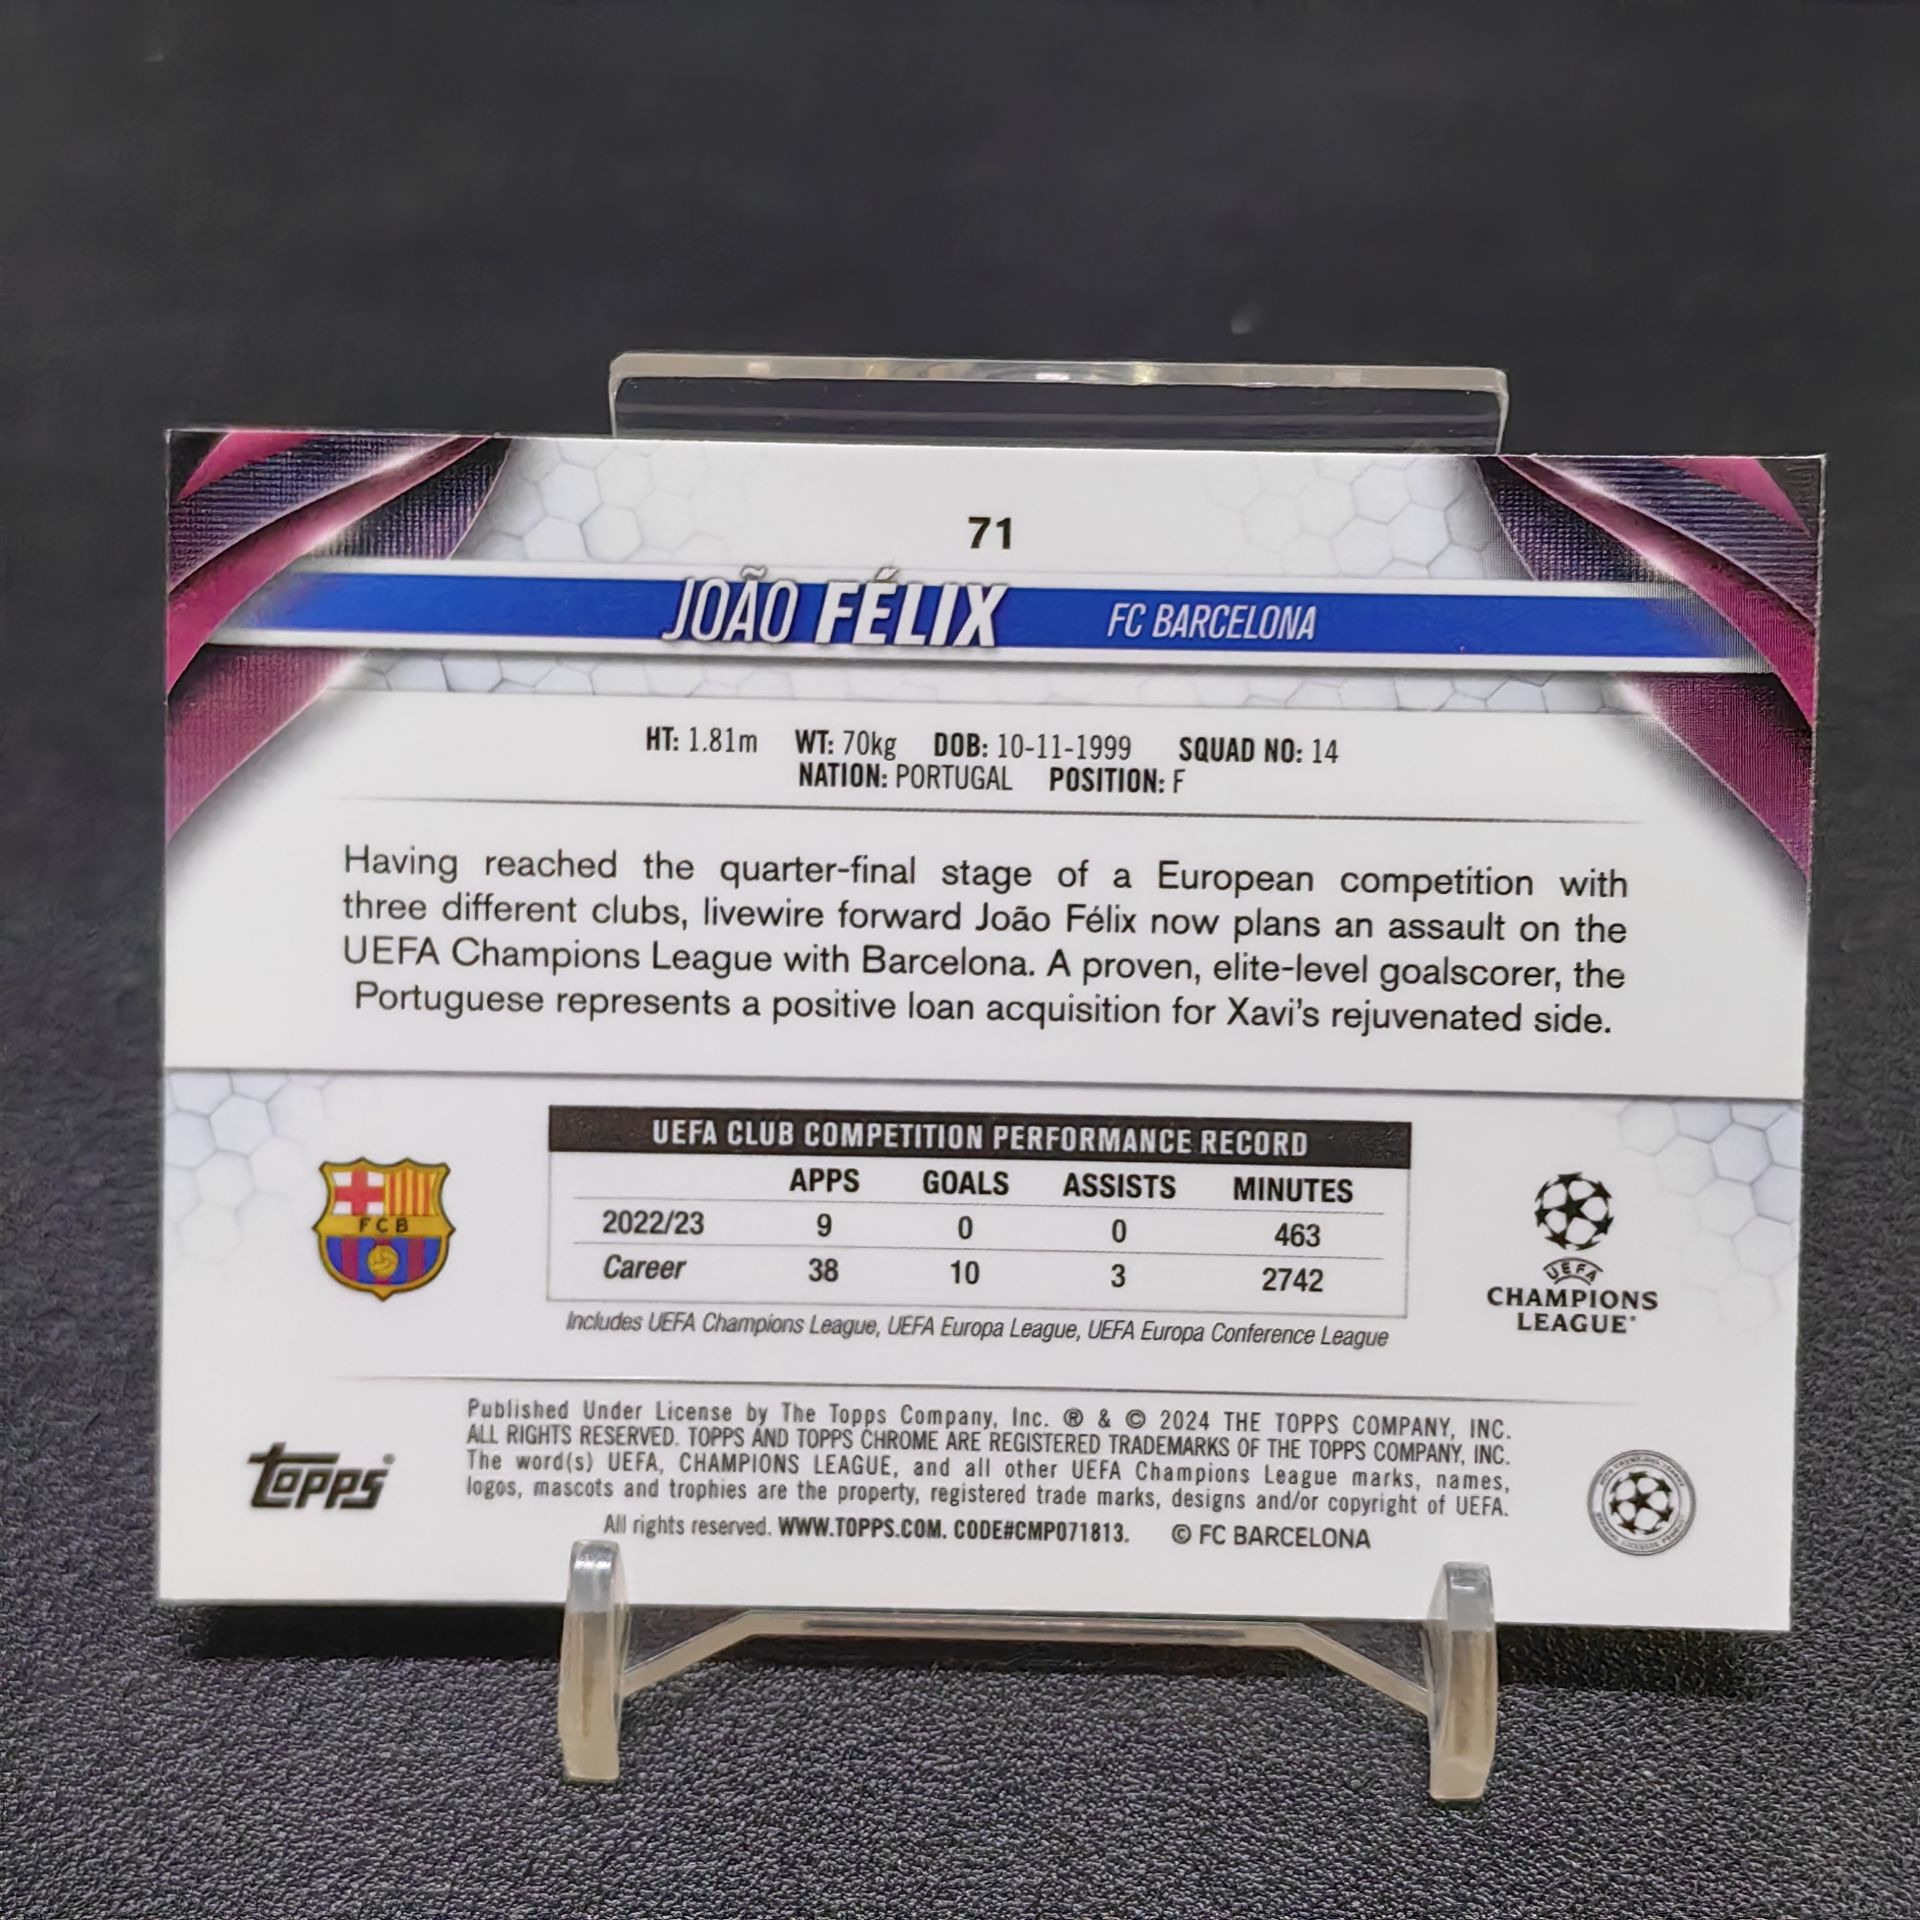 71
JOÃO FÉLIX FC BARCELONA
HT: 1.81m WT: 70kg DOB: 10-11-1999 SQUAD NO: 14
NATION: PORTUGAL POSITION: F
Having reached the quarter-final stage of a European competition with
three different clubs, livewire forward João Félix now plans an assault on the
UEFA Champions League with Barcelona. A proven, elite-level goalscorer, the
Portuguese represents a positive loan acquisition for Xavi's rejuvenated side.
UEFA CLUB COMPETITION PERFORMANCE RECORD
APPS GOALS ASSISTS MINUTES
2022/23 9 0 0 463
Career 38 10 3 2742
Includes UEFA Champions League, UEFA Europa League, UEFA Europa Conference League
FCB
UEFA
CHAMPIONS
LEAGUE
topps
Published Under License by The Topps Company, Inc. ® & © 2024 THE TOPPS COMPANY, INC.
ALL RIGHTS RESERVED. TOPPS AND TOPPS CHROME ARE REGISTERED TRADEMARKS OF THE TOPPS COMPANY, INC.
The word(s) UEFA, CHAMPIONS LEAGUE, and all other UEFA Champions League marks, names,
logos, mascots and trophies are the property, registered trade marks, designs and/or copyright of UEFA.
All rights reserved. WWW.TOPPS.COM. CODE#CMP071813. © FC BARCELONA